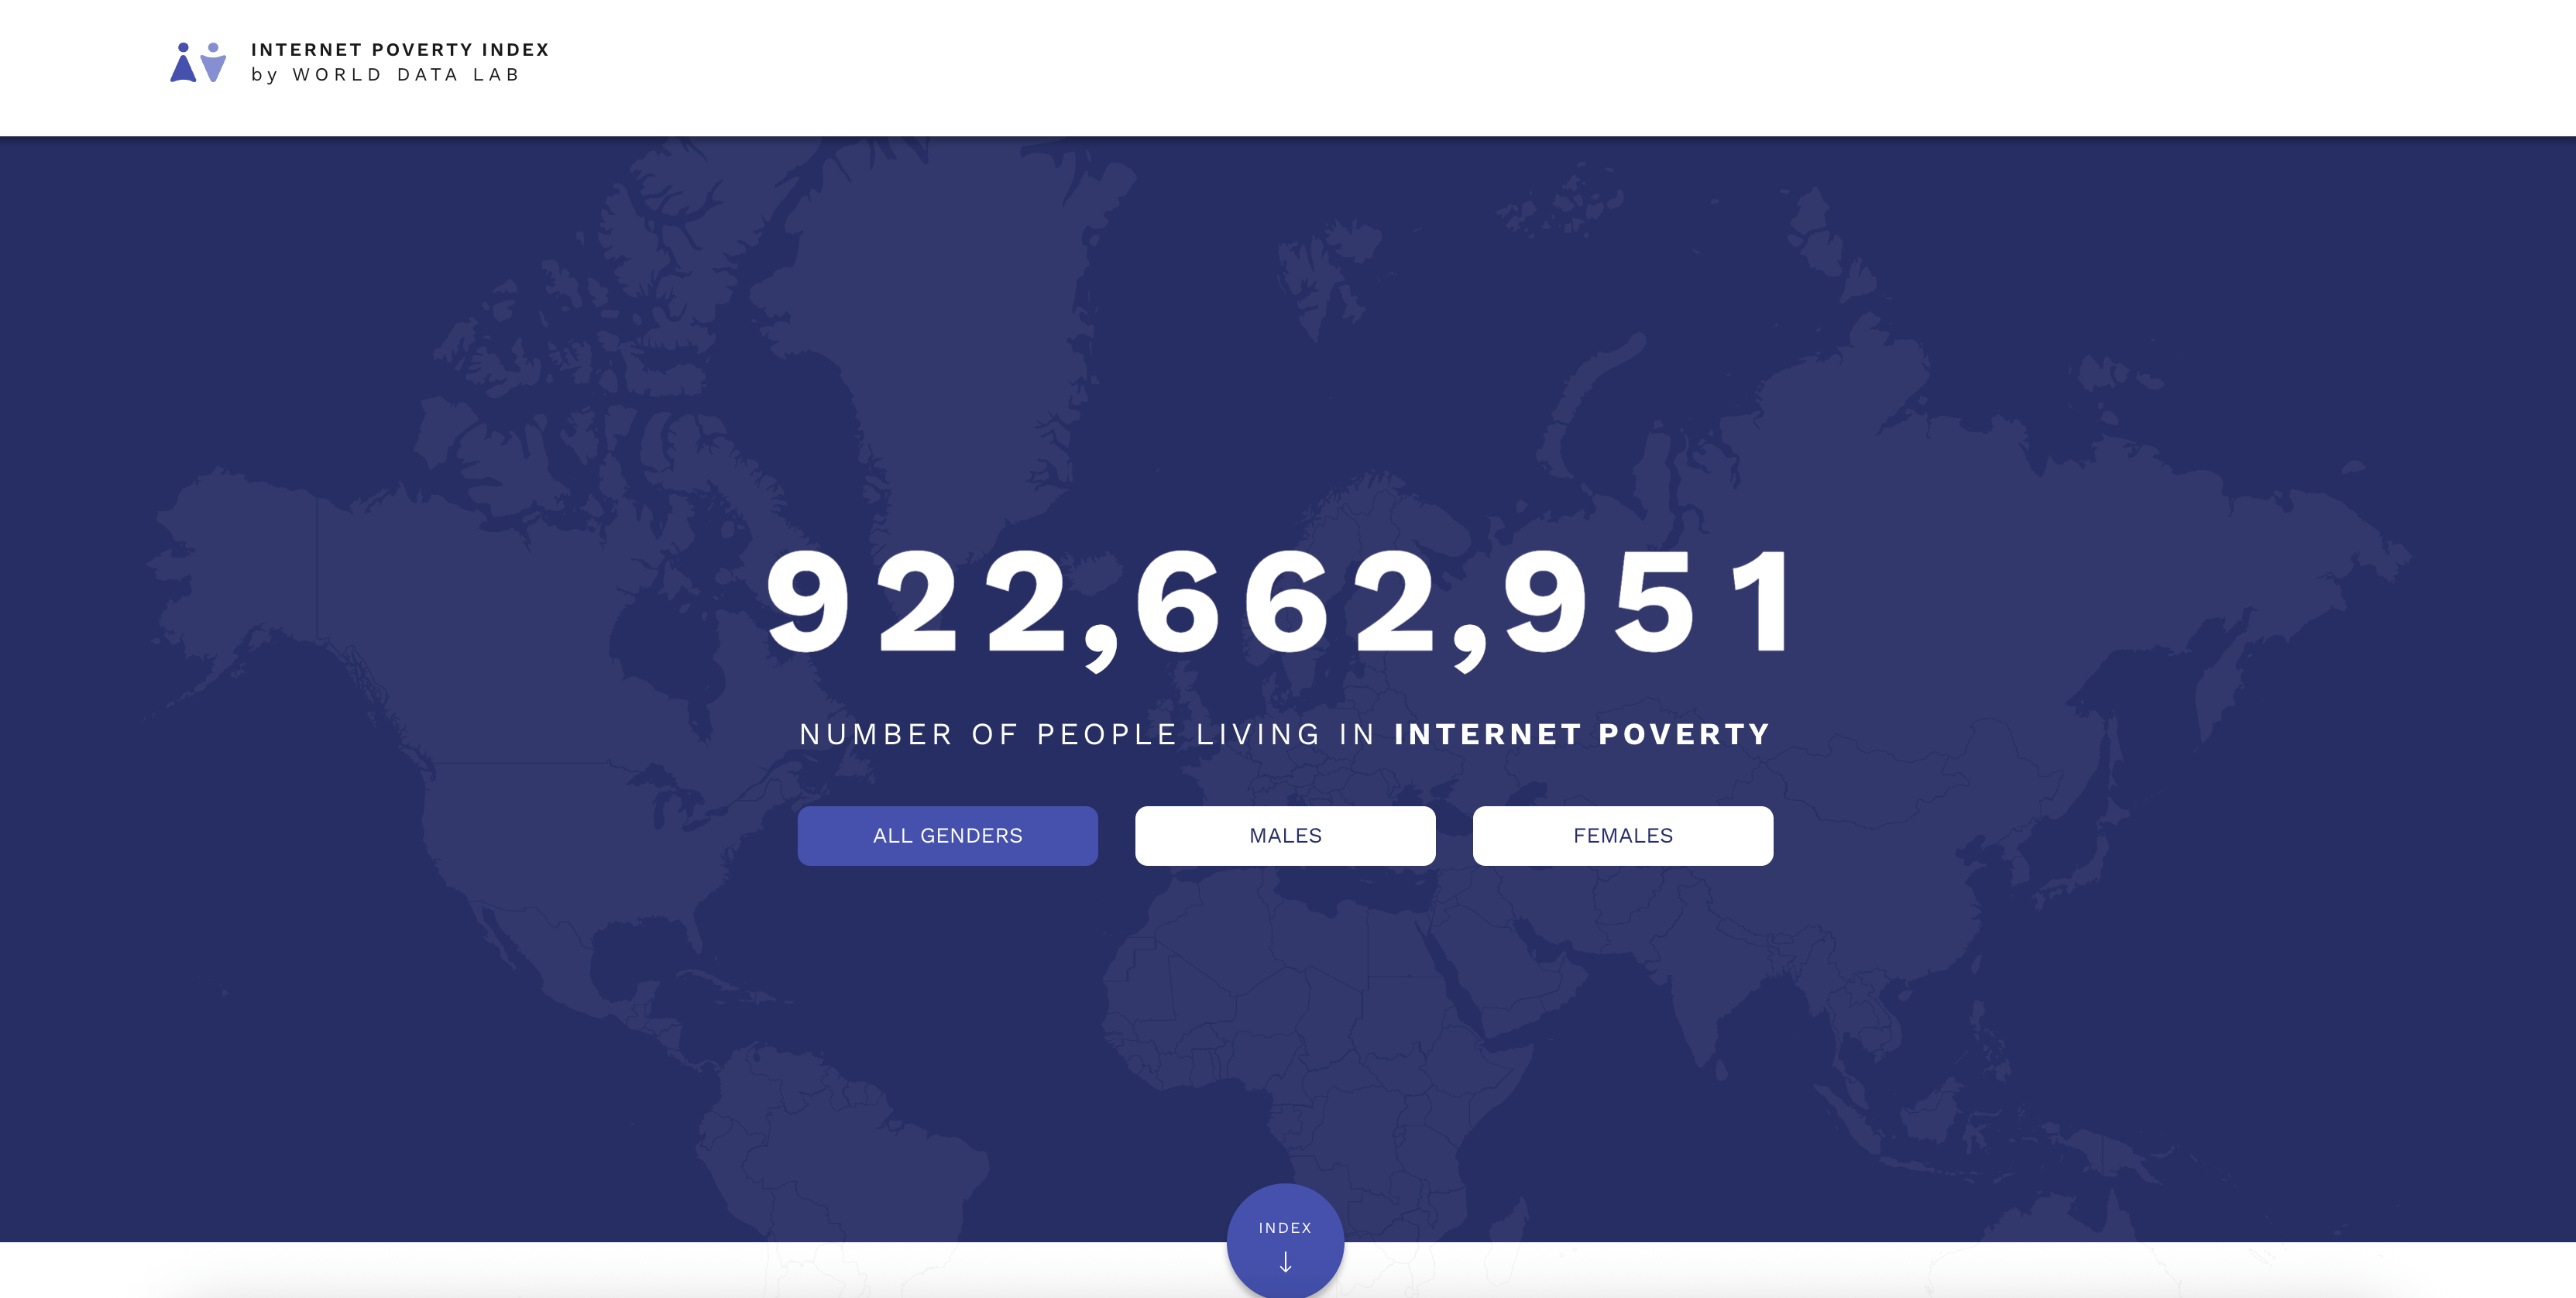 INTERNET POVERTY INDEX
by WORLD DATA LAB
922,662,951
NUMBER OF PEOPLE LIVING IN INTERNET POVERTY
ALL GENDERS
MALES
FEMALES
INDEX